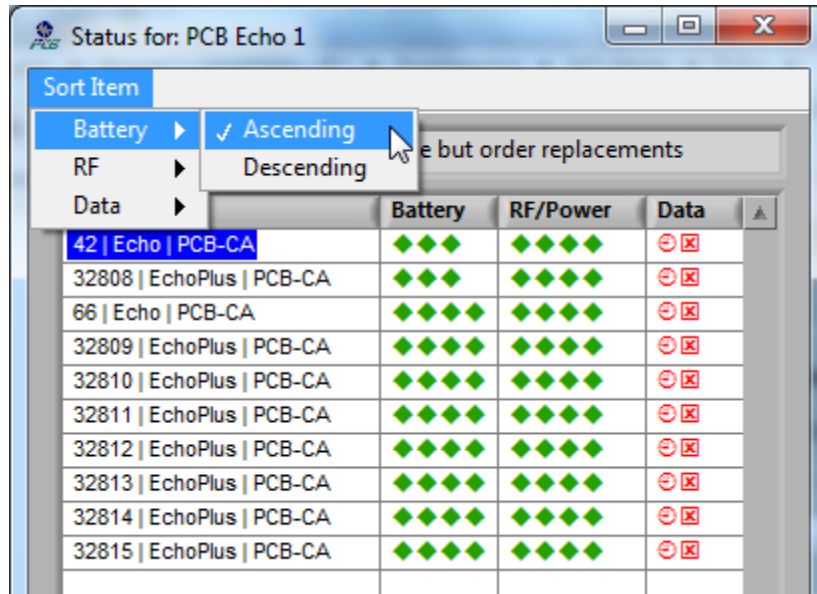 PCB Status for: PCB Echo 1
Sort Item
Battery Ascending
RF Descending
Data
e but order replacements
Battery RF/Power Data
42 | Echo | PCB-CA
32808 | EchoPlus | PCB-CA
66 | Echo | PCB-CA
32809 | EchoPlus | PCB-CA
32810 | EchoPlus | PCB-CA
32811 | EchoPlus | PCB-CA
32812 | EchoPlus | PCB-CA
32813 | EchoPlus | PCB-CA
32814 | EchoPlus | PCB-CA
32815 | EchoPlus | PCB-CA